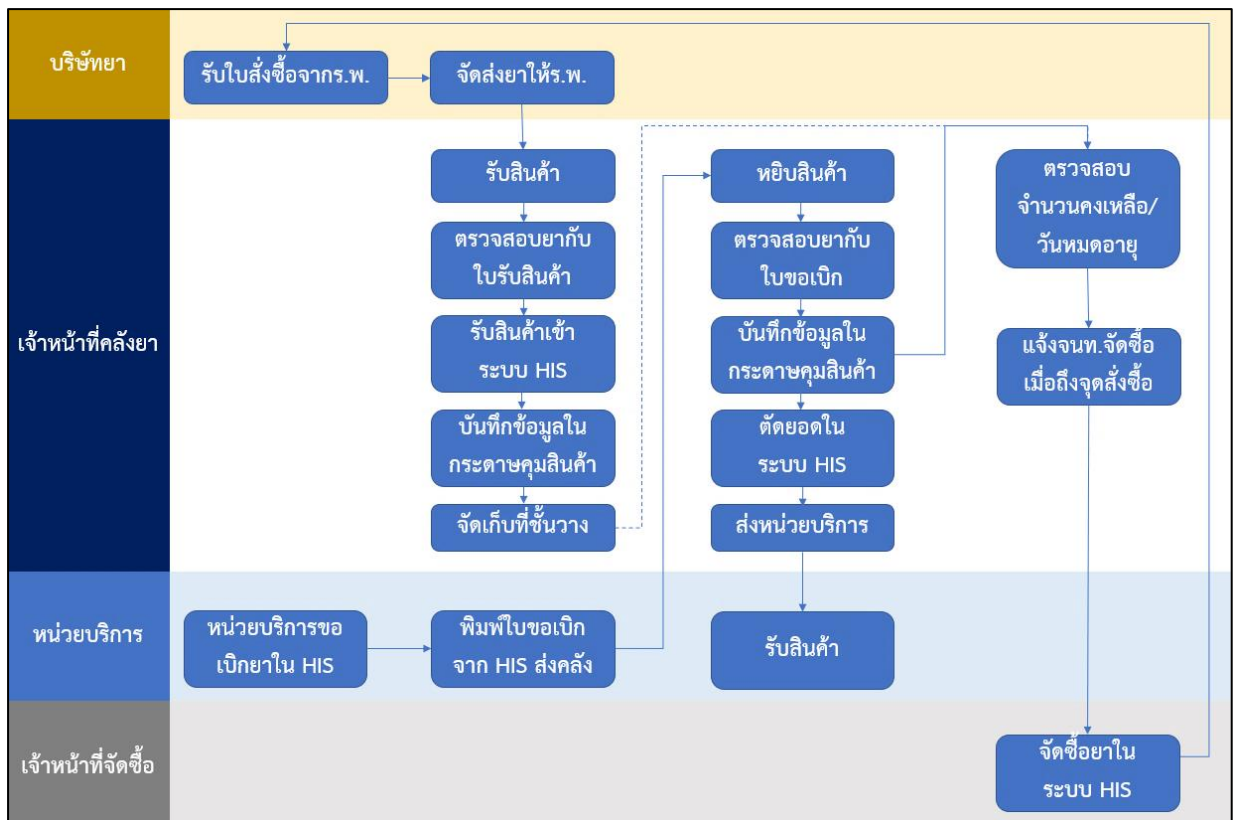 บริษัทยา
รับใบสั่งซื้อจากร.พ.
จัดส่งยาให้ร.พ.
เจ้าหน้าที่คลังยา
รับสินค้า
ตรวจสอบยากับ
ใบรับสินค้า
รับสินค้าเข้า
ระบบ HIS
บันทึกข้อมูลใน
กระดาษคุมสินค้า
จัดเก็บที่ชั้นวาง
หยิบสินค้า
ตรวจสอบยากับ
ใบขอเบิก
บันทึกข้อมูลใน
กระดาษคุมสินค้า
ตัดยอดใน
ระบบ HIS
ส่งหน่วยบริการ
ตรวจสอบ
จำนวนคงเหลือ/
วันหมดอายุ
แจ้งจนท.จัดซื้อ
เมื่อถึงจุดสั่งซื้อ
หน่วยบริการ
หน่วยบริการขอ
เบิกยาใน HIS
พิมพ์ใบขอเบิก
จาก HIS ส่งคลัง
รับสินค้า
เจ้าหน้าที่จัดซื้อ
จัดซื้อยาใน
ระบบ HIS